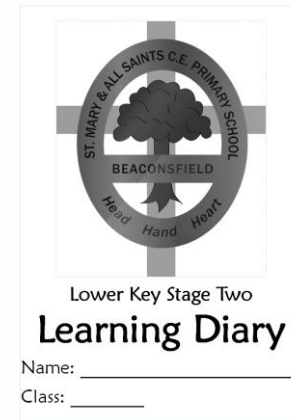 ST. MARY & ALL SAINTS C.E. PRIMARY SCHOOL
BEACONSFIELD
Head Hand Heart
Lower Key Stage Two
Learning Diary
Name:
Class: